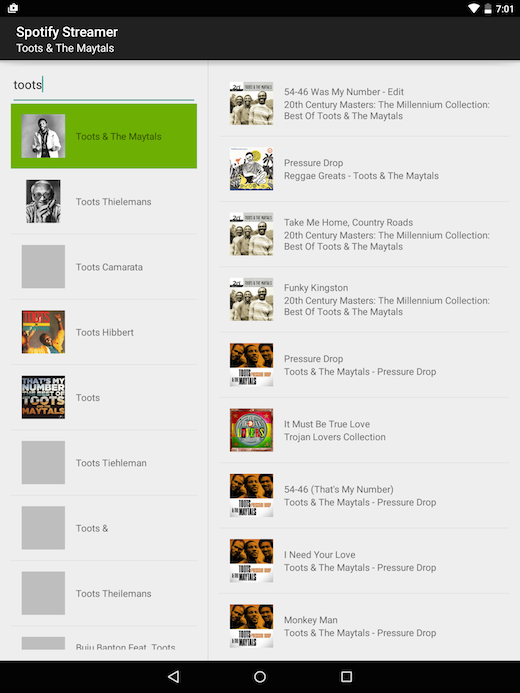 7:01
Spotify Streamer
Toots & The Maytals
toots
Toots & The Maytals
Toots Thielemans
Toots Camarata
Toots Hibbert
THAT'S MY
NUMBER
TOOTS
MAYTALS
Toots
Toots Tiehleman
Toots &
Toots Theilemans
Buju Banton Feat. Toots
54-46 Was My Number - Edit
20th Century Masters: The Millennium Collection:
Best Of Toots & The Maytals
Pressure Drop
Reggae Greats - Toots & The Maytals
Take Me Home, Country Roads
20th Century Masters: The Millennium Collection:
Best Of Toots & The Maytals
Funky Kingston
20th Century Masters: The Millennium Collection:
Best Of Toots & The Maytals
Pressure Drop
Toots & The Maytals - Pressure Drop
It Must Be True Love
Trojan Lovers Collection
54-46 (That's My Number)
Toots & The Maytals - Pressure Drop
I Need Your Love
Toots & The Maytals - Pressure Drop
Monkey Man
Toots & The Maytals - Pressure Drop